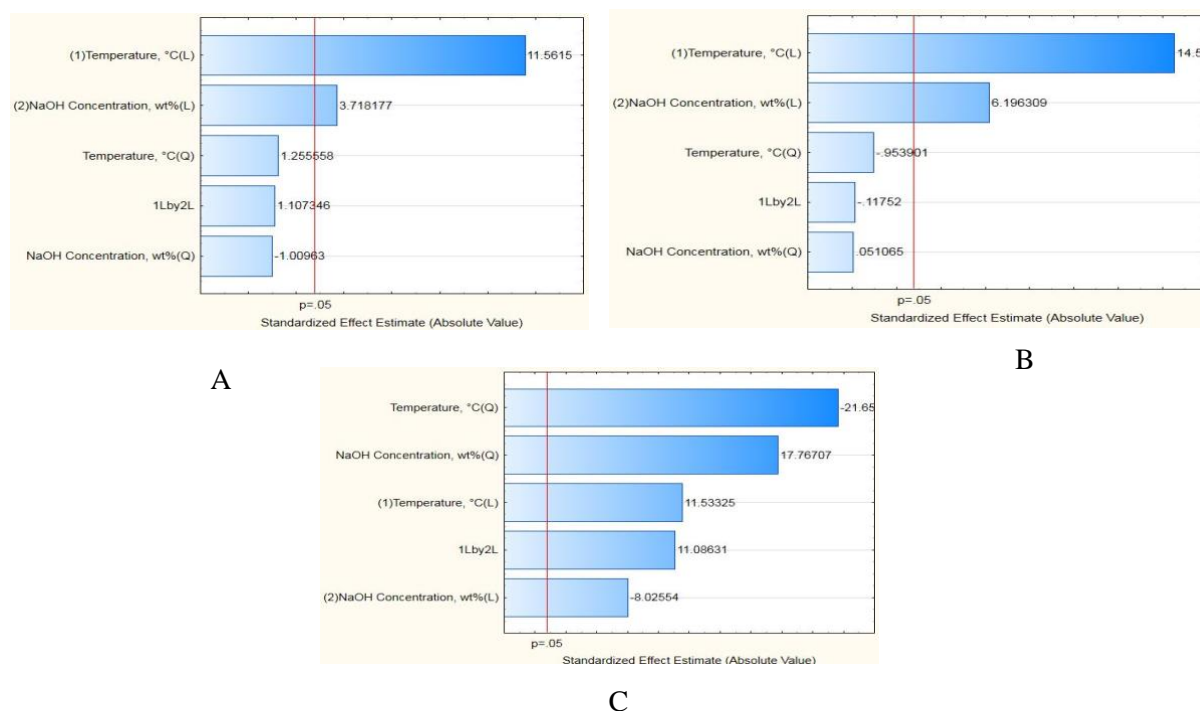 (1)Temperature, °C(L)
11.5615
(2)NaOH Concentration, wt%(L)
3.718177
Temperature, °C(Q)
1.255558
1Lby2L
1.107346
NaOH Concentration, wt%(Q)
-1.00963
p=.05
Standardized Effect Estimate (Absolute Value)
A
(1)Temperature, °C(L)
14.5
(2)NaOH Concentration, wt%(L)
6.196309
Temperature, °C(Q)
-.953901
1Lby2L
-.11752
NaOH Concentration, wt%(Q)
.051065
p=.05
Standardized Effect Estimate (Absolute Value)
B
Temperature, °C(Q)
-21.65
NaOH Concentration, wt%(Q)
17.76707
(1)Temperature, °C(L)
11.53325
1Lby2L
11.08631
(2)NaOH Concentration, wt%(L)
-8.02554
p=.05
Standardized Effect Estimate (Absolute Value)
C